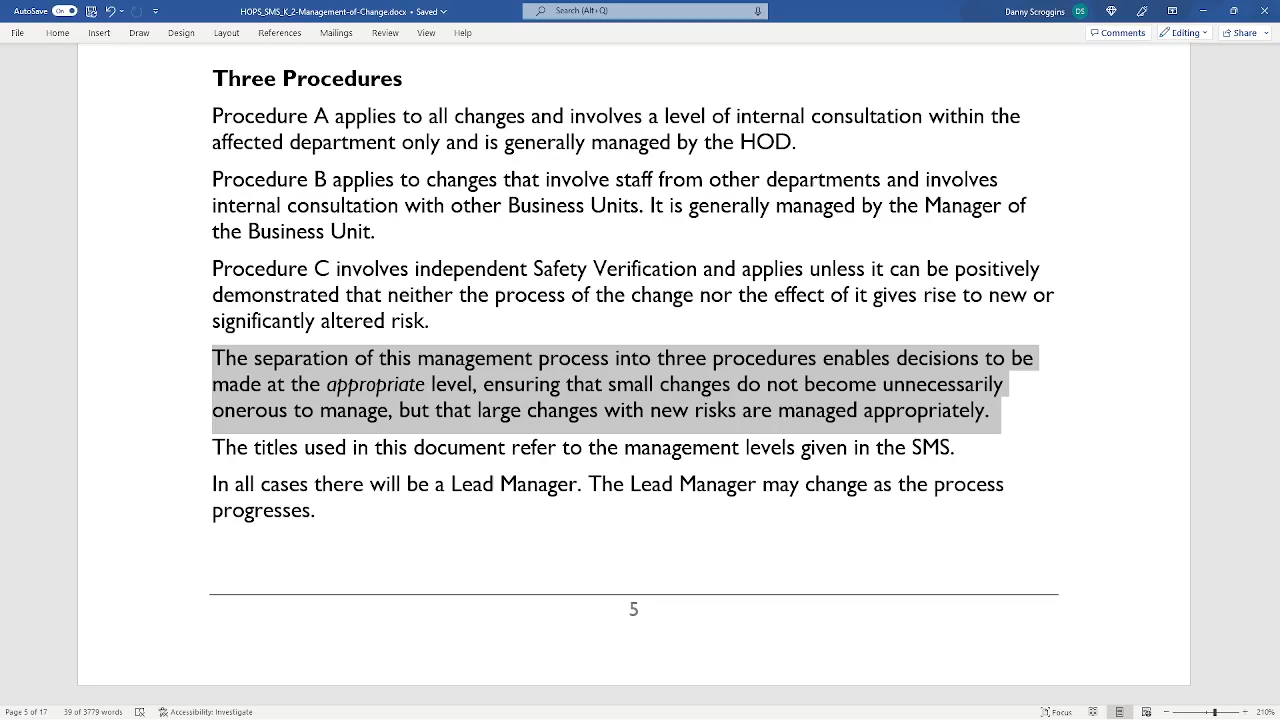 AutoSave On HOPS_SMS_K_2-Management-of-Change.docx • Saved Search (Alt+Q) Danny Scroggins DS
File Home Insert Draw Design Layout References Mailings Review View Help Comments Editing Share
Three Procedures
Procedure A applies to all changes and involves a level of internal consultation within the
affected department only and is generally managed by the HOD.
Procedure B applies to changes that involve staff from other departments and involves
internal consultation with other Business Units. It is generally managed by the Manager of
the Business Unit.
Procedure C involves independent Safety Verification and applies unless it can be positively
demonstrated that neither the process of the change nor the effect of it gives rise to new or
significantly altered risk.
The separation of this management process into three procedures enables decisions to be
made at the appropriate level, ensuring that small changes do not become unnecessarily
onerous to manage, but that large changes with new risks are managed appropriately.
The titles used in this document refer to the management levels given in the SMS.
In all cases there will be a Lead Manager. The Lead Manager may change as the process
progresses.
5
Page 5 of 17 39 of 3779 words Accessibility: Investigate Focus 210%